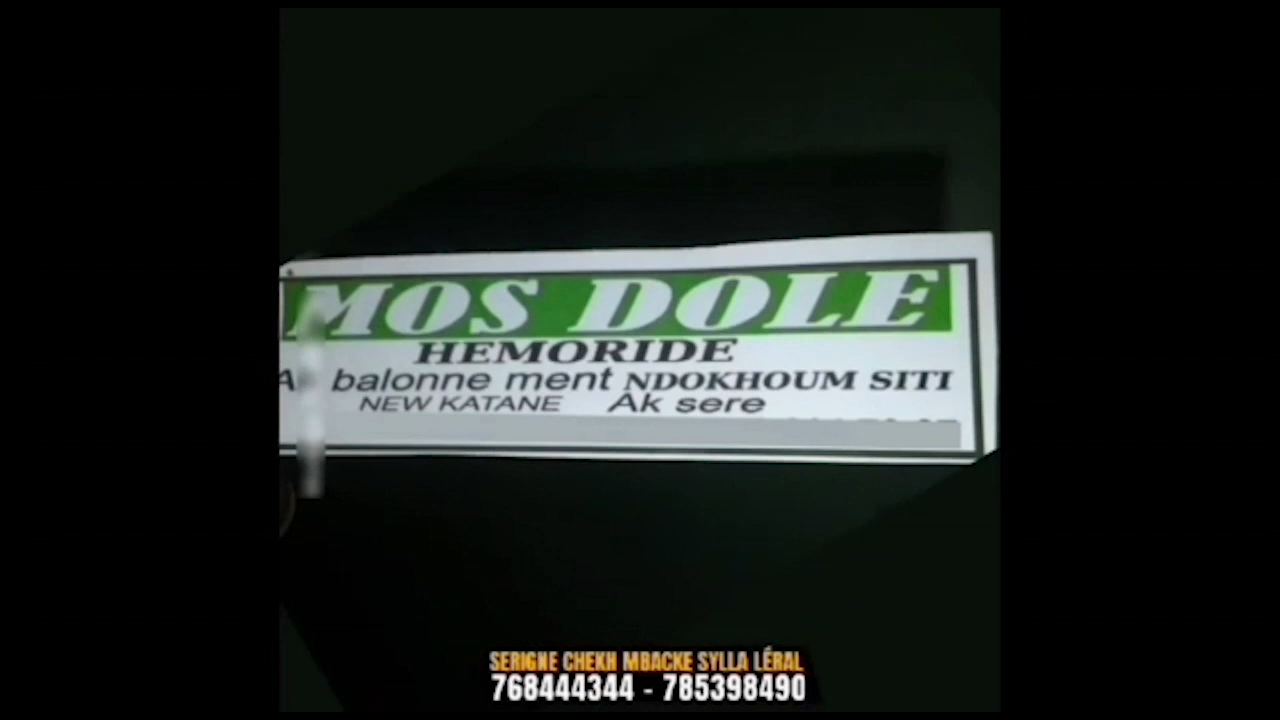 MOS DOLE
HEMORIDE
balonne ment NDOKHOUM SITI
NEW KATANE Ak sere
SERIGNE CHEKH MBACKE SYLLA LÉRAL
768444344 - 785398490